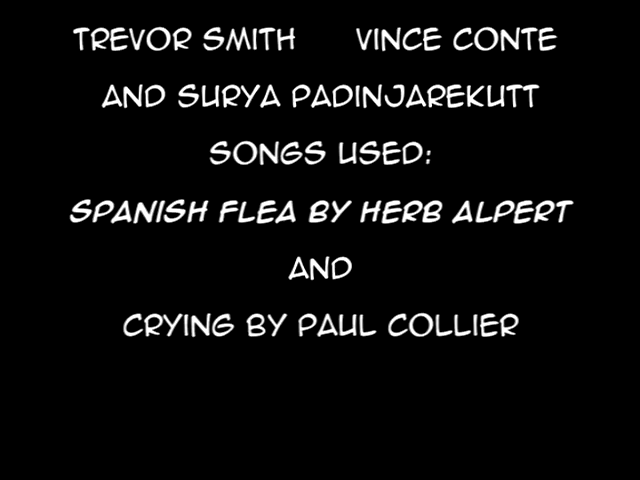 TREVOR SMITH VINCE CONTE
AND SURYA PADINJAREKUTT
SONGS USED:
SPANISH FLEA BY HERB ALPERT
AND
CRYING BY PAUL COLLIER